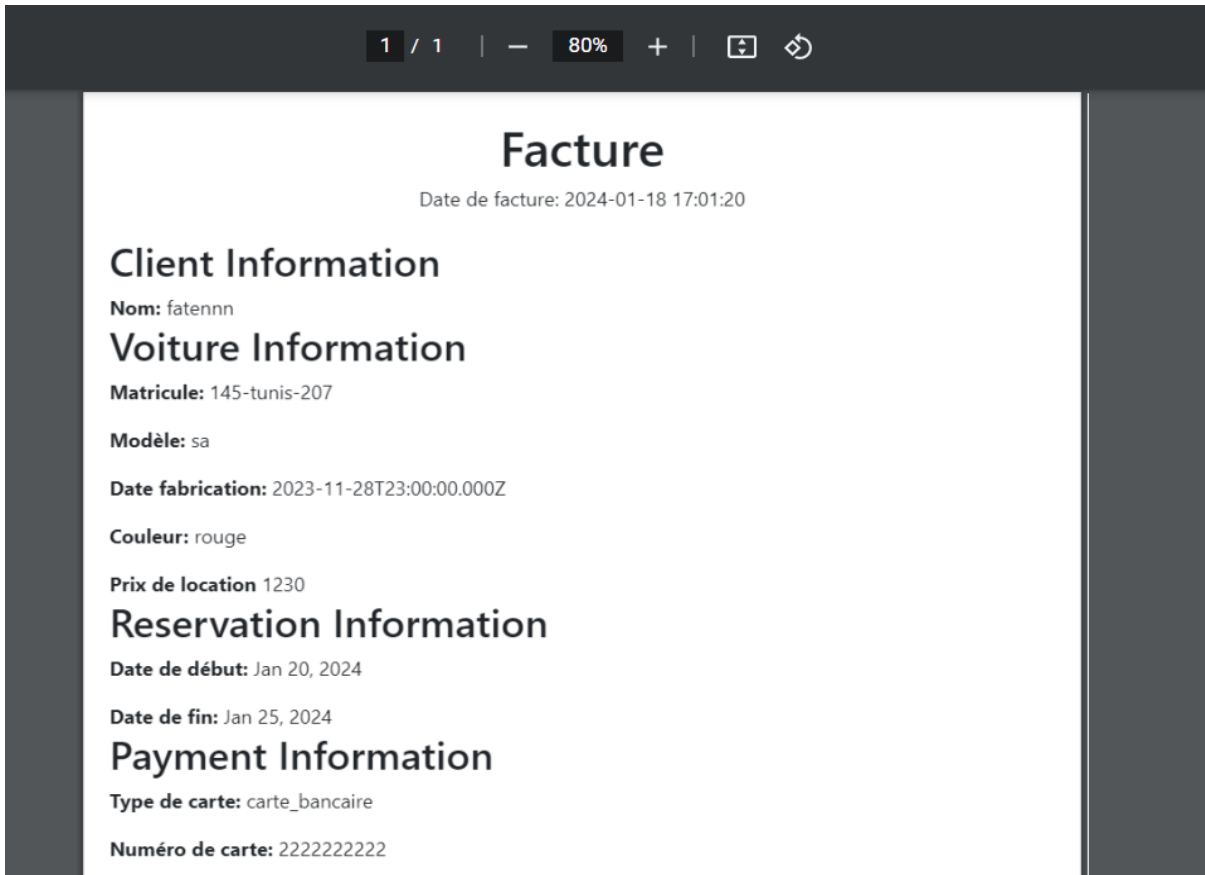 1 / 1 | — 80% + |
Facture
Date de facture: 2024-01-18 17:01:20
Client Information
Nom: fatennn
Voiture Information
Matricule: 145-tunis-207
Modèle: sa
Date fabrication: 2023-11-28T23:00:00.000Z
Couleur: rouge
Prix de location 1230
Reservation Information
Date de début: Jan 20, 2024
Date de fin: Jan 25, 2024
Payment Information
Type de carte: carte_bancaire
Numéro de carte: 2222222222